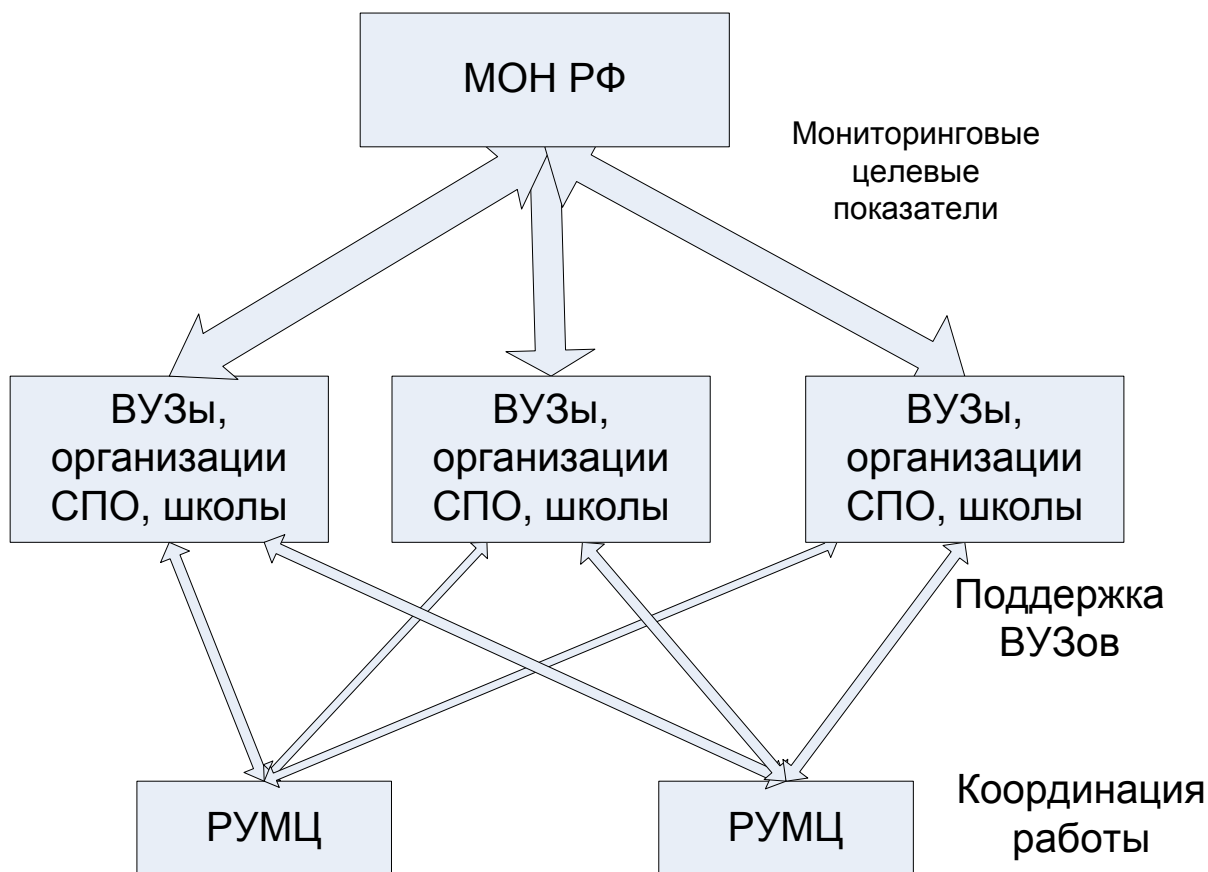 МОН РФ
Мониторинговые
целевые
показатели
ВУЗы,
организации
СПО, школы
ВУЗы,
организации
СПО, школы
ВУЗы,
организации
СПО, школы
Поддержка
ВУЗов
РУМЦ
РУМЦ
Координация
работы